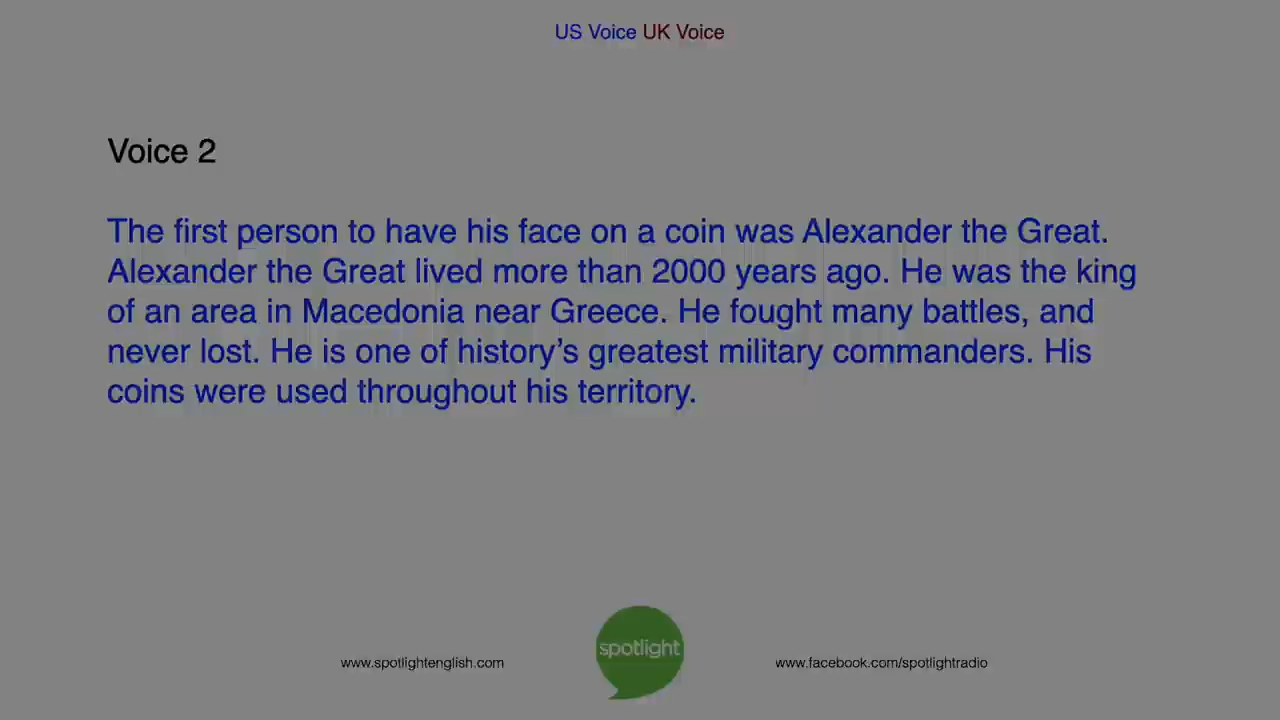 US Voice UK Voice
Voice 2
The first person to have his face on a coin was Alexander the Great.
Alexander the Great lived more than 2000 years ago. He was the king
of an area in Macedonia near Greece. He fought many battles, and
never lost. He is one of history’s greatest military commanders. His
coins were used throughout his territory.
spotlight
www.spotlightenglish.com
www.facebook.com/spotlightradio